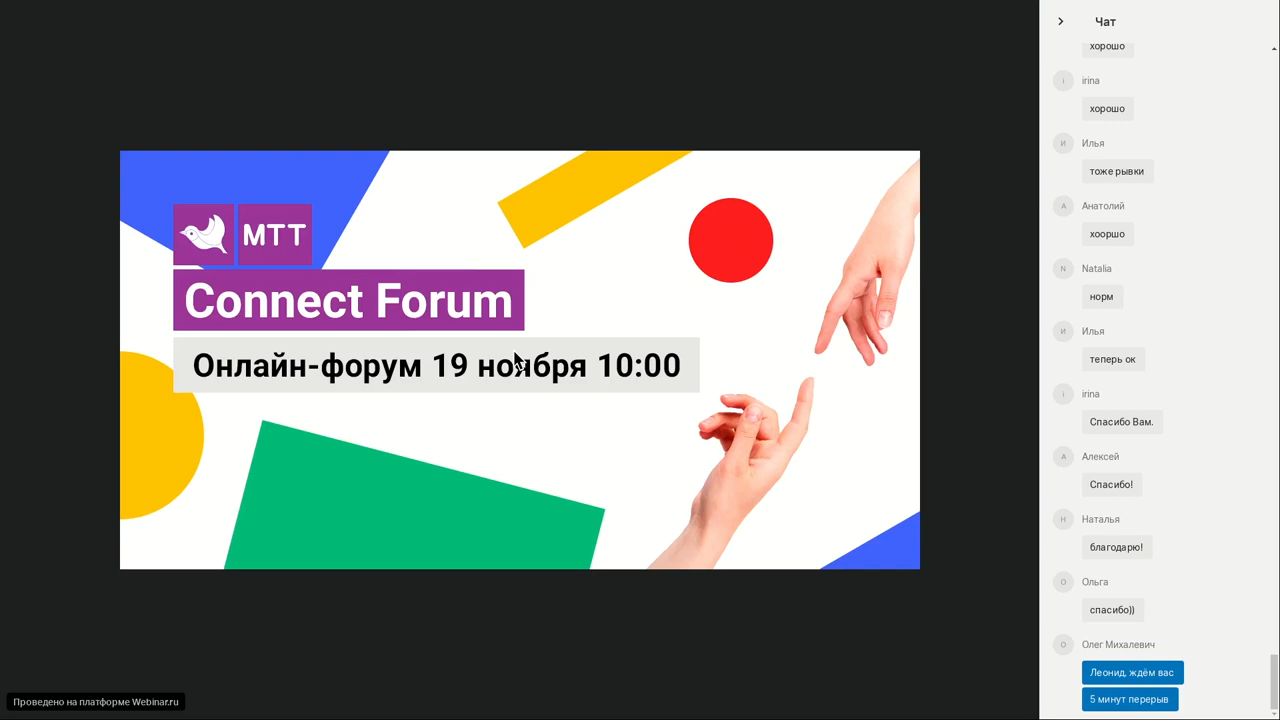 МТТ
Connect Forum
Онлайн-форум 19 ноября 10:00
Проведено на платформе Webinar.ru
Чат
хорошо
i
irina
хорошо
И
Илья
тоже рывки
А
Анатолий
хооршо
N
Natalia
норм
И
Илья
теперь ок
i
irina
Спасибо Вам.
А
Алексей
Спасибо!
Н
Наталья
благодарю!
О
Ольга
спасибо))
О
Олег Михалевич
Леонид, ждём вас
5 минут перерыв